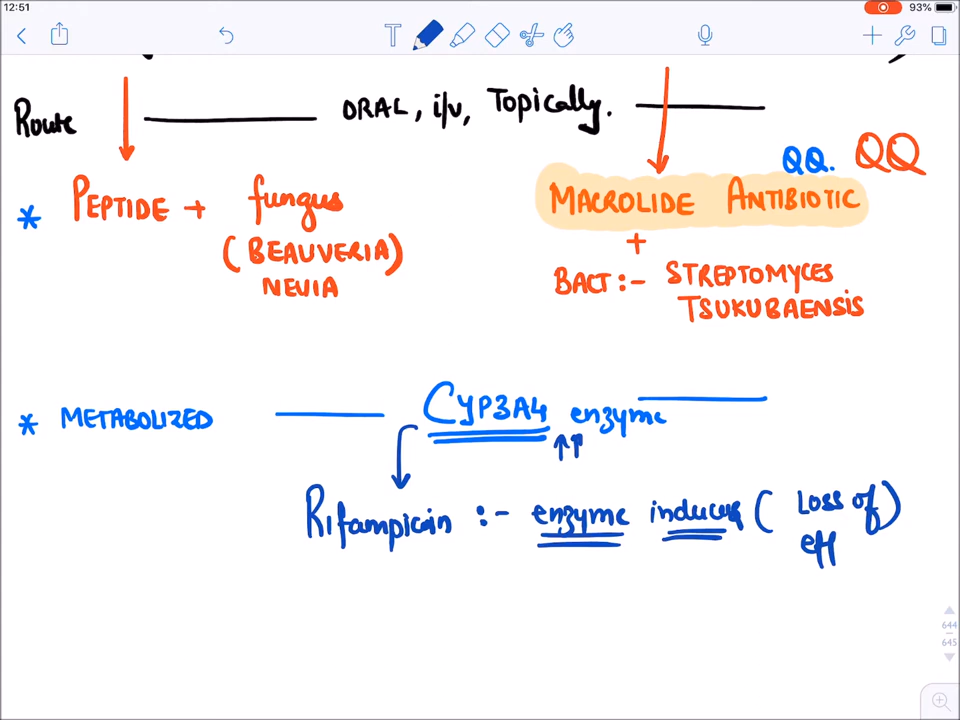 12:51
93%
Route ORAL, i/v, Topically.
QQ. QQ
* PEPTIDE + fungus
(BEAUVERIA)
NEVIA
MACROLIDE ANTIBIOTIC
+
BACT :- STREPTOMYCES
TSUKUBAENSIS
* METABOLIZED CYP3A4 enzyme
↑↑
Rifampicin :- enzyme inducer (Loss of)
eff
644
645